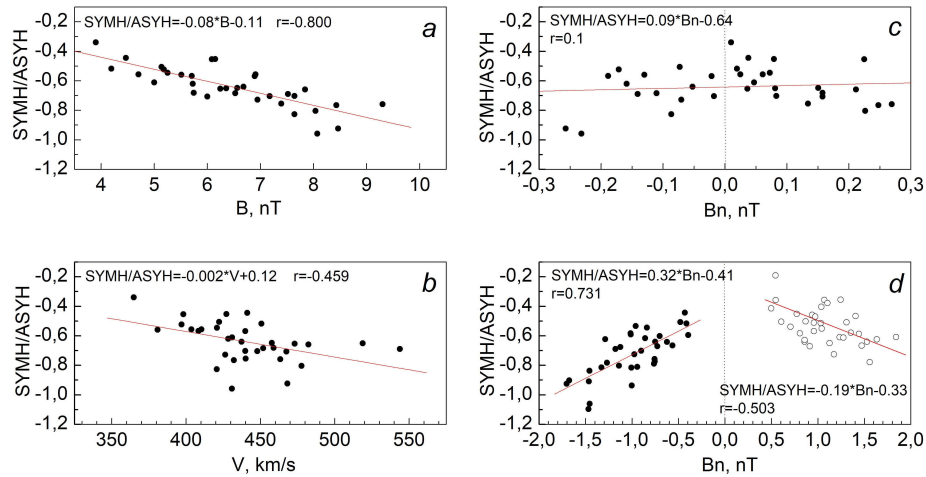 SYMH/ASYH=-0.08*B-0.11 r=-0.800
a
SYMH/ASYH
-0,2
-0,4
-0,6
-0,8
-1,0
-1,2
4 5 6 7 8 9 10
B, nT
SYMH/ASYH=0.09*Bn-0.64
r=0.1
c
SYMH/ASYH
-0,2
-0,4
-0,6
-0,8
-1,0
-1,2
-0,3 -0,2 -0,1 0,0 0,1 0,2 0,3
Bn, nT
SYMH/ASYH=-0.002*V+0.12 r=-0.459
b
SYMH/ASYH
-0,2
-0,4
-0,6
-0,8
-1,0
-1,2
350 400 450 500 550
V, km/s
SYMH/ASYH=0.32*Bn-0.41
r=0.731
d
SYMH/ASYH
-0,2
-0,4
-0,6
-0,8
-1,0
-1,2
SYMH/ASYH=-0.19*Bn-0.33
r=-0.503
-2,0 -1,5 -1,0 -0,5 0,0 0,5 1,0 1,5 2,0
Bn, nT